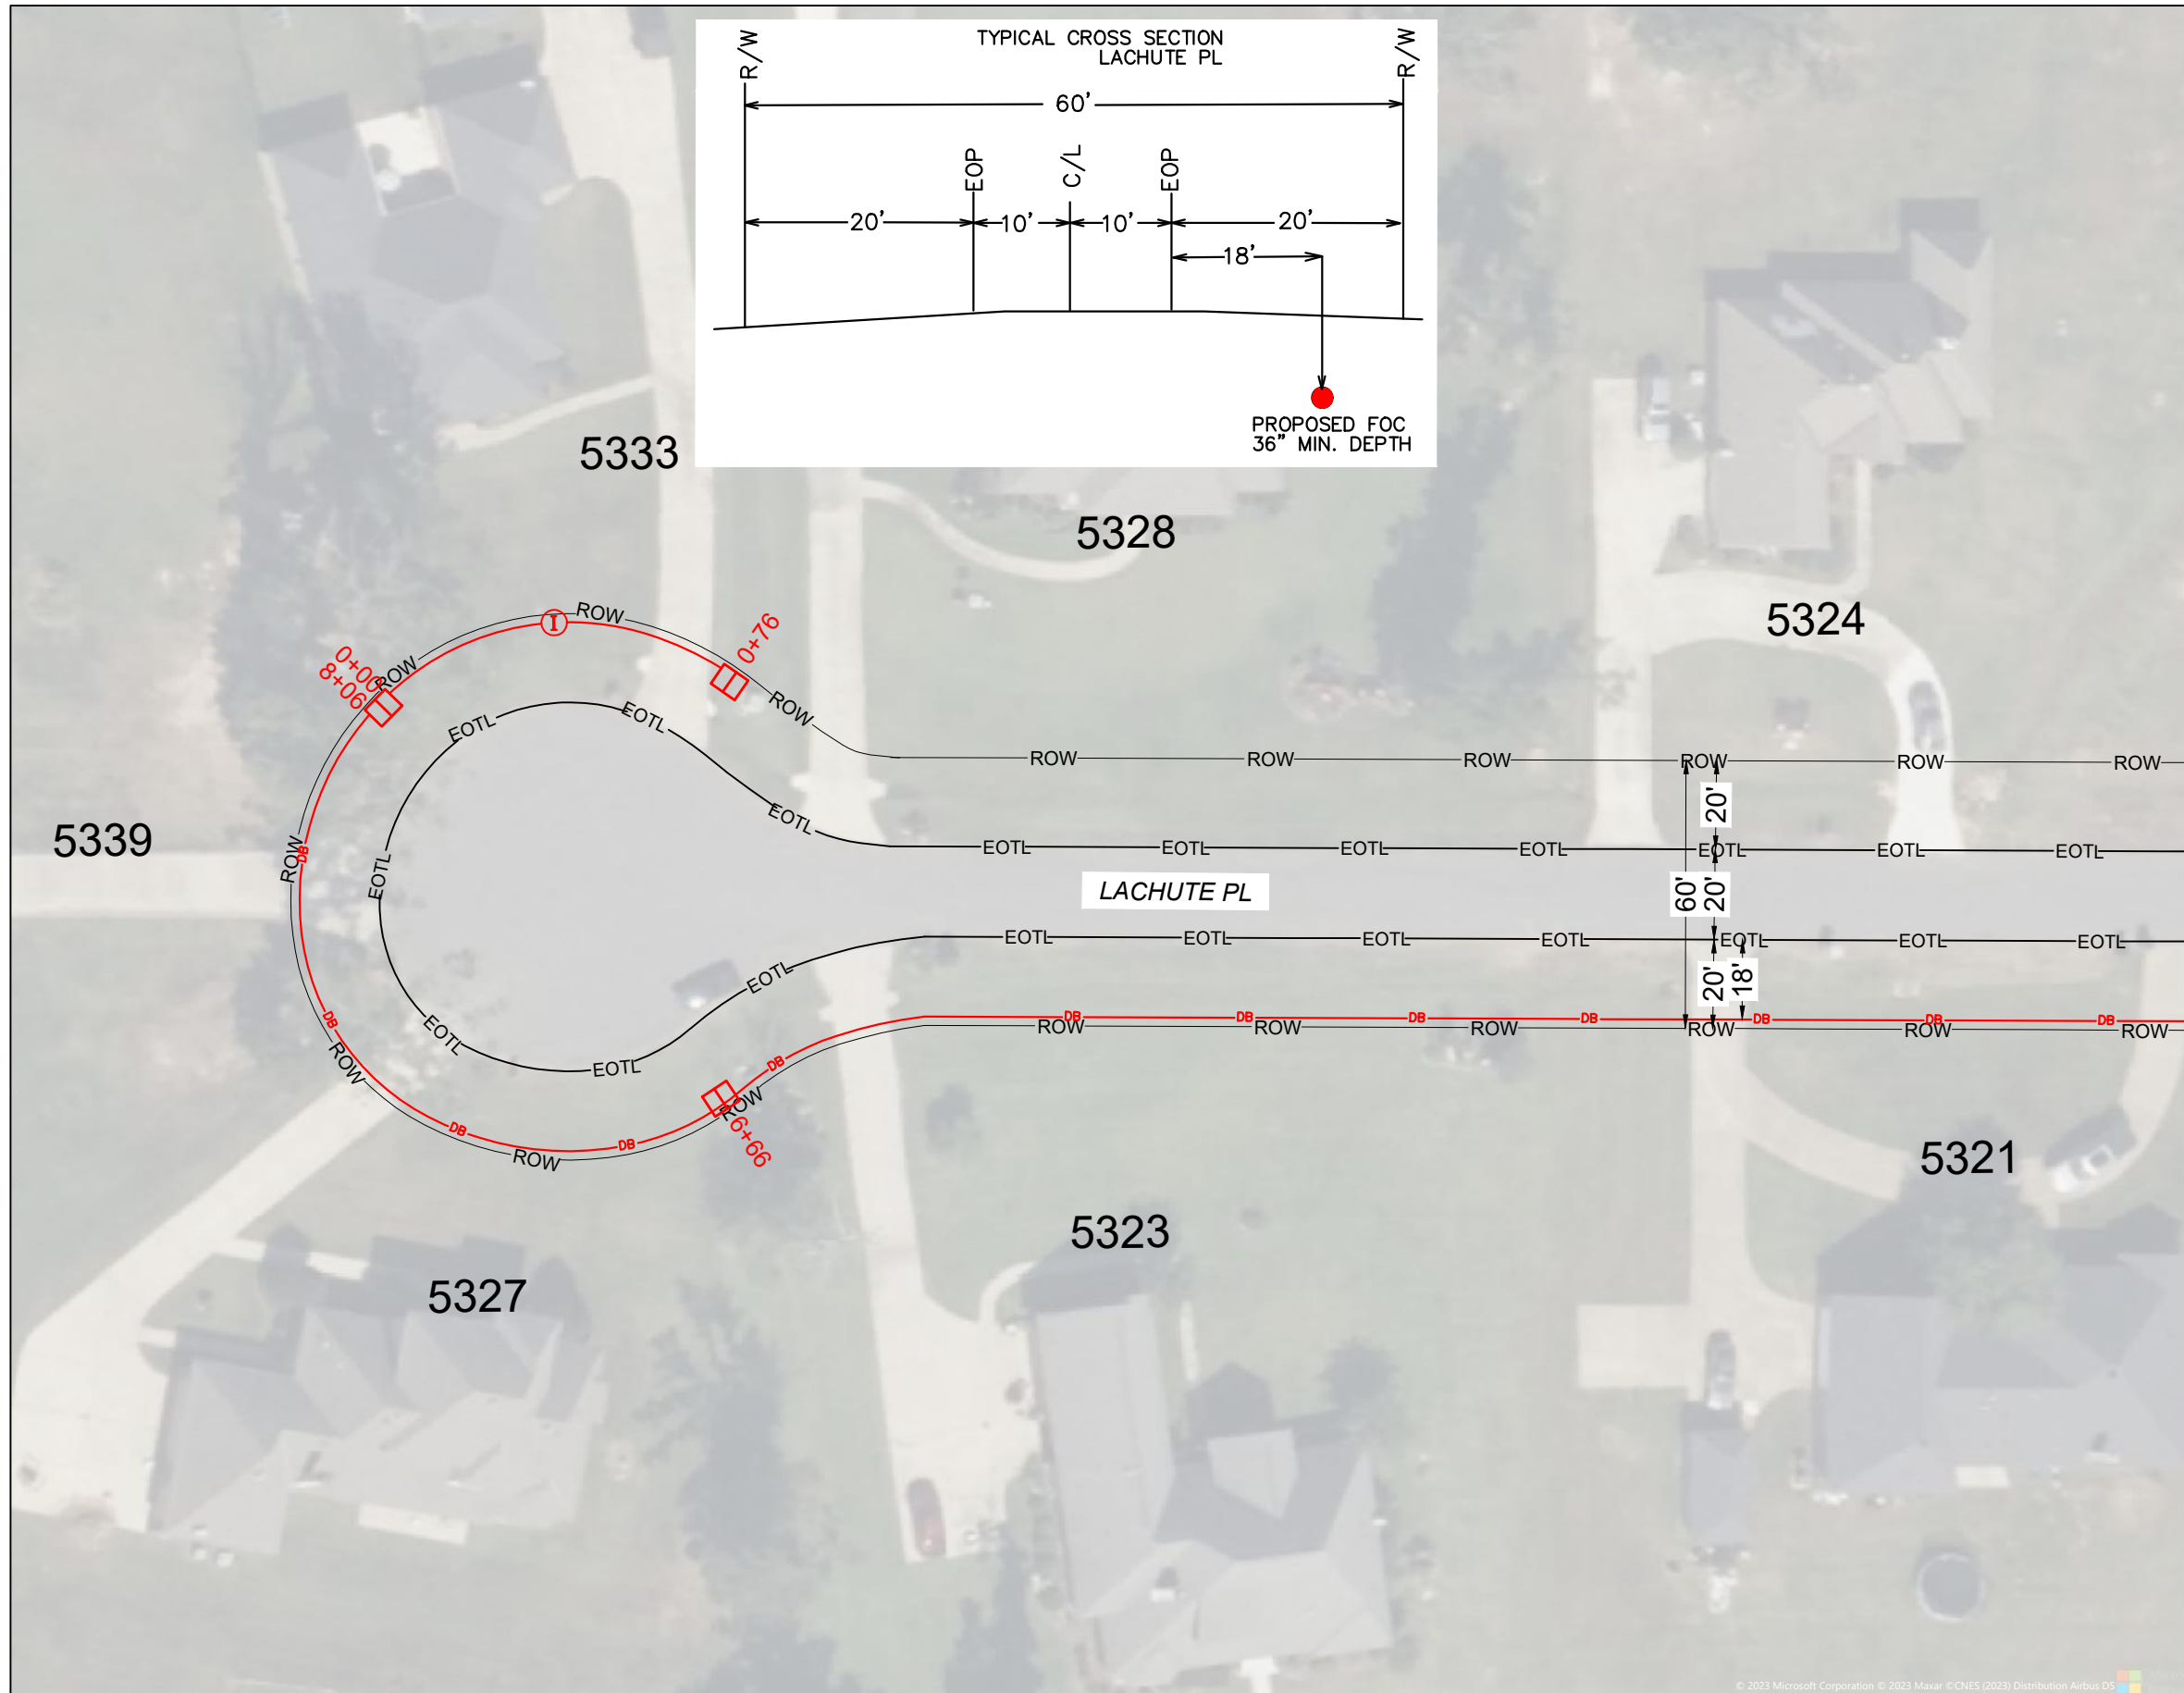 TYPICAL CROSS SECTION
LACHUTE PL
R/W
R/W
60'
EOP
C/L
EOP
20'
10'
10'
20'
18'
PROPOSED FOC
36" MIN. DEPTH
5333
5328
5324
ROW
I
0+76
0+00
8+06
ROW
ROW
EOTL
EOTL
EOTL
ROW
ROW
ROW
ROW
ROW
ROW
20'
5339
ROW
DB
EOTL
EOTL
EOTL
EOTL
EOTL
EOTL
EOTL
EOTL
LACHUTE PL
60'
20'
EOTL
EOTL
EOTL
EOTL
EOTL
EOTL
EOTL
EOTL
20'
18'
DB
DB
DB
DB
DB
DB
DB
DB
ROW
ROW
ROW
ROW
ROW
ROW
ROW
EOTL
EOTL
DB
ROW
6+66
DB
DB
ROW
5321
5323
5327
© 2023 Microsoft Corporation © 2023 Maxar ©CNES (2023) Distribution Airbus DS